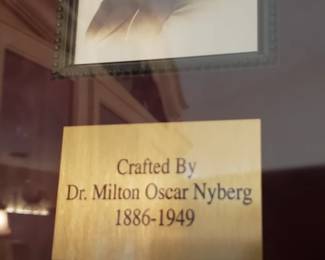 Crafted By
Dr. Milton Oscar Nyberg
1886-1949